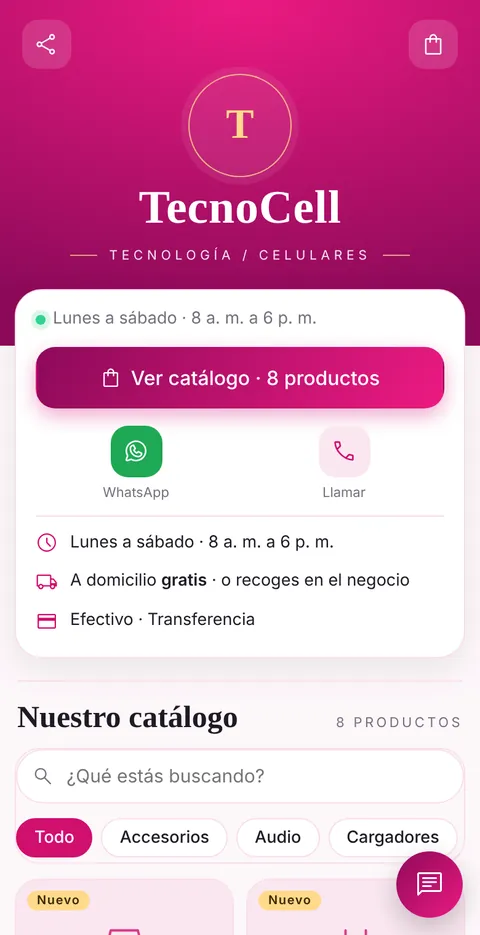 T
TecnoCell
TECNOLOGÍA / CELULARES
Lunes a sábado · 8 a. m. a 6 p. m.
Ver catálogo · 8 productos
WhatsApp
Llamar
Lunes a sábado · 8 a. m. a 6 p. m.
A domicilio gratis · o recoges en el negocio
Efectivo · Transferencia
Nuestro catálogo
8 PRODUCTOS
¿Qué estás buscando?
Todo
Accesorios
Audio
Cargadores
Nuevo
Nuevo